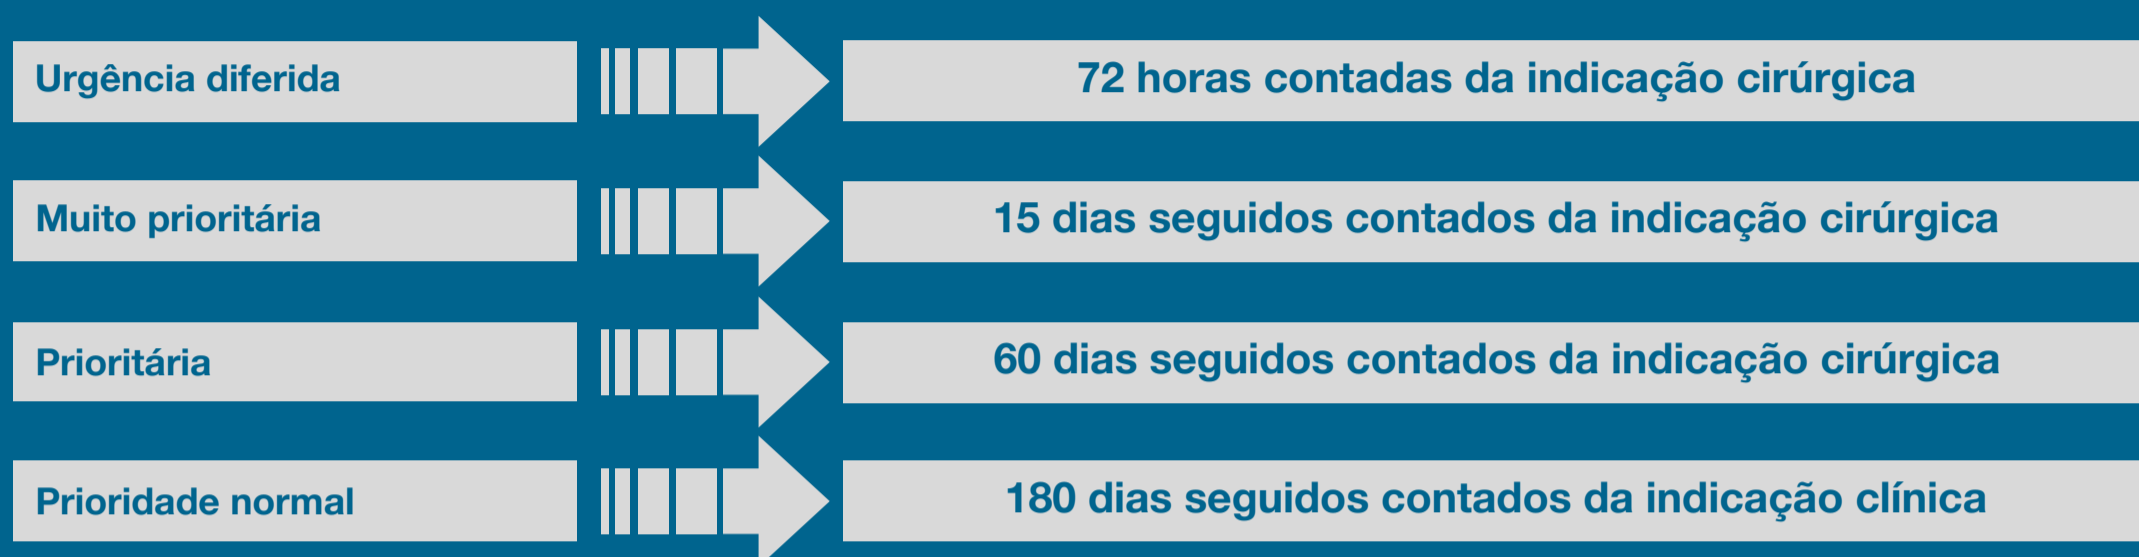 Urgência diferida
72 horas contadas da indicação cirúrgica
Muito prioritária
15 dias seguidos contados da indicação cirúrgica
Prioritária
60 dias seguidos contados da indicação cirúrgica
Prioridade normal
180 dias seguidos contados da indicação clínica